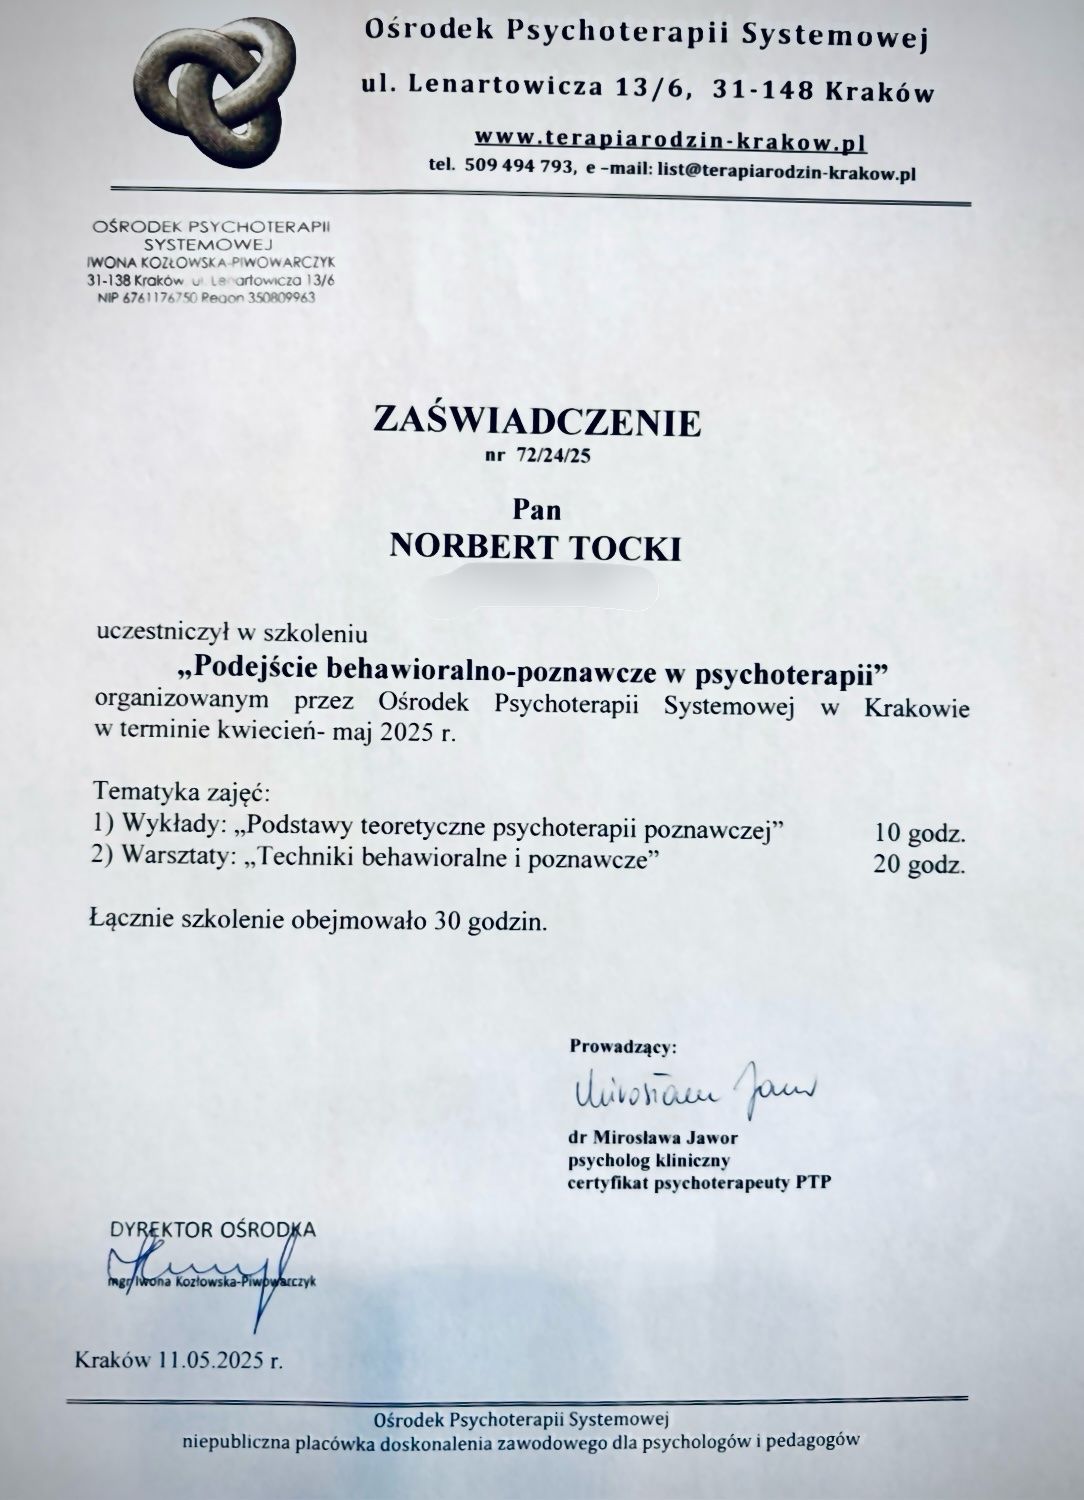 Ośrodek Psychoterapii Systemowej
ul. Lenartowicza 13/6, 31-148 Kraków
www.terapiarodzin-krakow.pl
tel. 509 494 793, e –mail: list@terapiarodzin-krakow.pl
OŚRODEK PSYCHOTERAPII
SYSTEMOWEJ
IWONA KOZŁOWSKA-PIWOWARCZYK
31-138 Kraków ul. Lenartowicza 13/6
NIP 6761176750 Regon 350809963
ZAŚWIADCZENIE
nr 72/24/25
Pan
NORBERT TOCKI
uczestniczył w szkoleniu
„Podejście behawioralno-poznawcze w psychoterapii”
organizowanym przez Ośrodek Psychoterapii Systemowej w Krakowie
w terminie kwiecień- maj 2025 r.
Tematyka zajęć:
1) Wykłady: „Podstawy teoretyczne psychoterapii poznawczej” 10 godz.
2) Warsztaty: „Techniki behawioralne i poznawcze” 20 godz.
Łącznie szkolenie obejmowało 30 godzin.
Prowadzący:
Mirosława Jawor
dr Mirosława Jawor
psycholog kliniczny
certyfikat psychoterapeuty PTP
DYREKTOR OŚRODKA
mgr Iwona Kozłowska-Piwowarczyk
Kraków 11.05.2025 r.
Ośrodek Psychoterapii Systemowej
niepubliczna placówka doskonalenia zawodowego dla psychologów i pedagogów